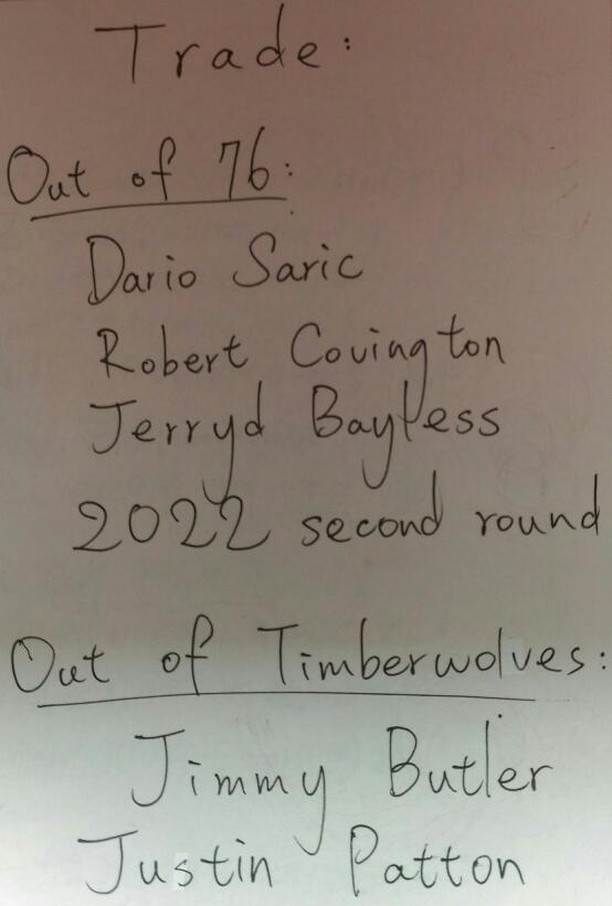 Trade:
Out of 76:
Dario Saric
Robert Covington
Jerryd Bayless
2022 second round
Out of Timberwolves:
Jimmy Butler
Justin Patton